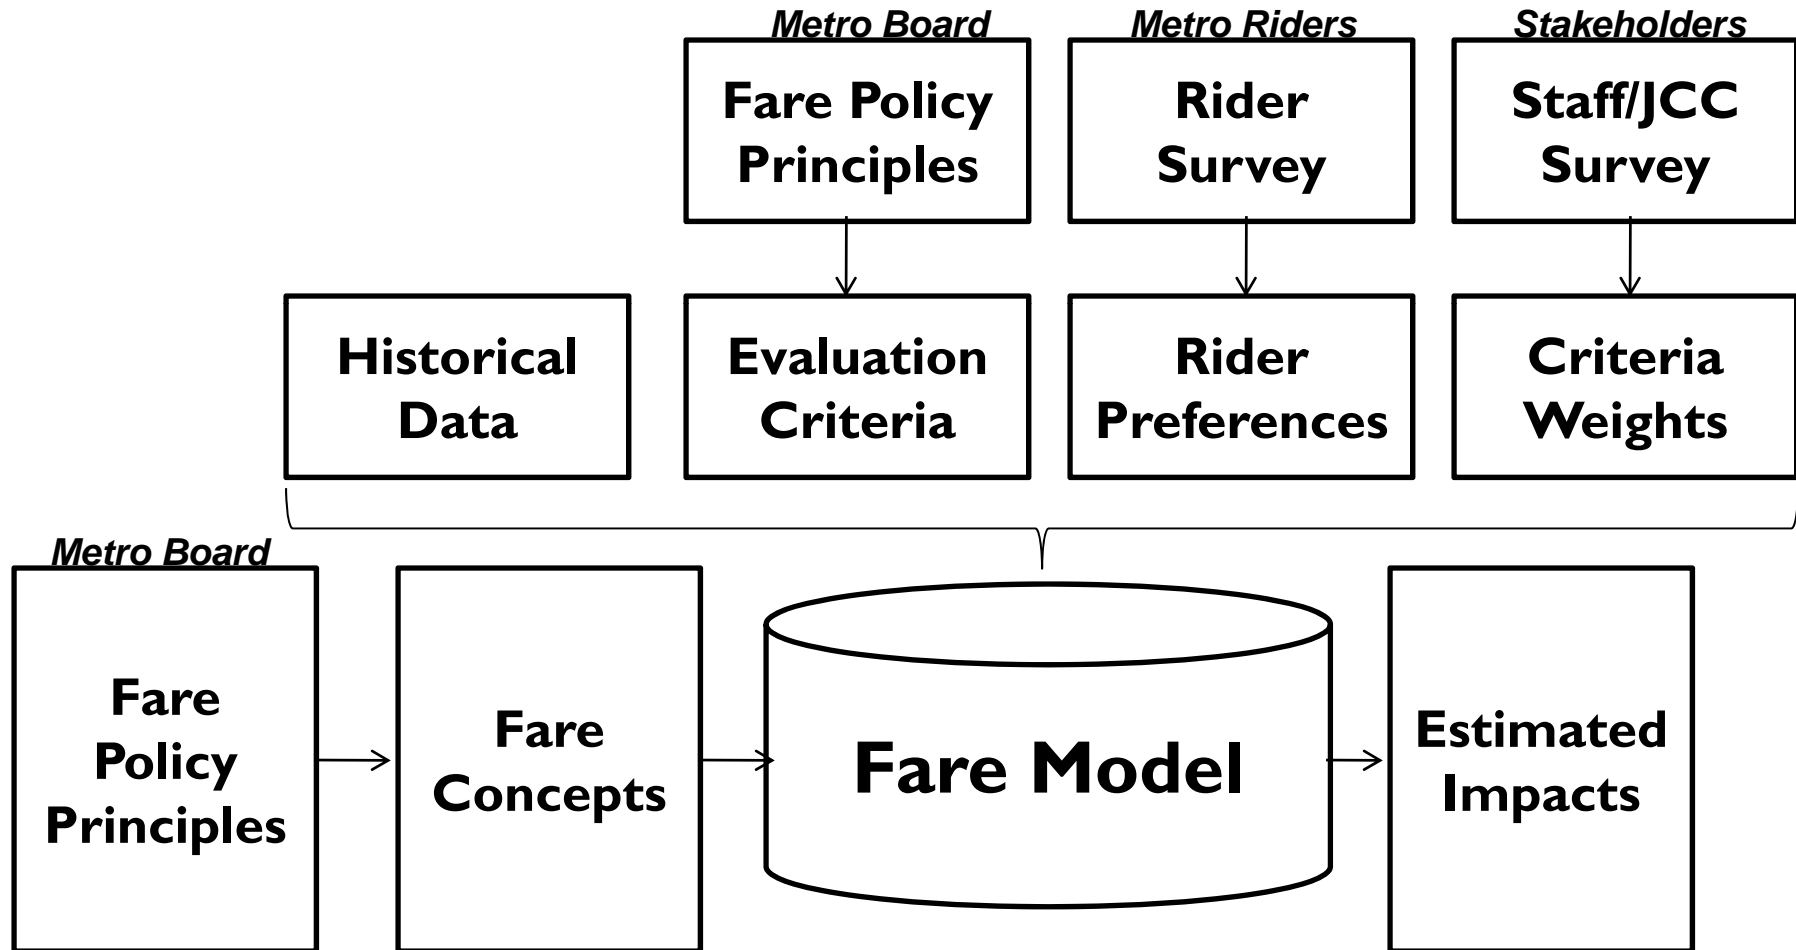 Metro Board
Metro Riders
Stakeholders
Fare Policy
Principles
Rider
Survey
Staff/JCC
Survey
Historical
Data
Evaluation
Criteria
Rider
Preferences
Criteria
Weights
Metro Board
Fare
Policy
Principles
Fare
Concepts
Fare Model
Estimated
Impacts